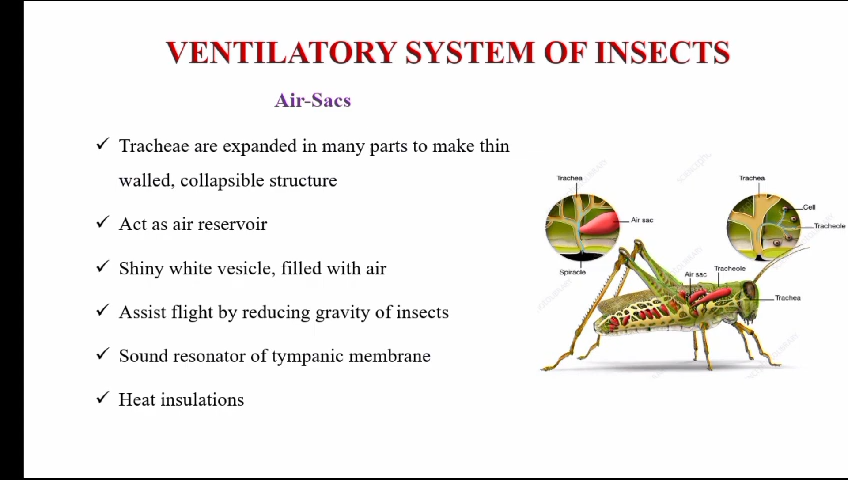 VENTILATORY SYSTEM OF INSECTS
Air-Sacs
✓ Tracheae are expanded in many parts to make thin
walled, collapsible structure
✓ Act as air reservoir
✓ Shiny white vesicle, filled with air
✓ Assist flight by reducing gravity of insects
✓ Sound resonator of tympanic membrane
✓ Heat insulations
Trachea
Air sac
Spiracle
Trachea
Cell
Tracheole
Air sac
Tracheole
Trachea